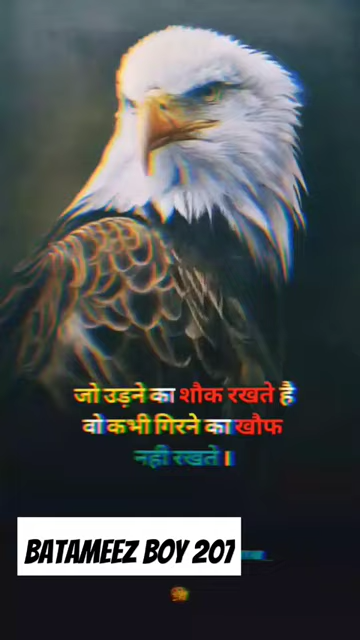 जो उड़ने का शौक रखते है
वो कभी गिरने का खौफ
नही रखते।
BATAMEEZ BOY 207